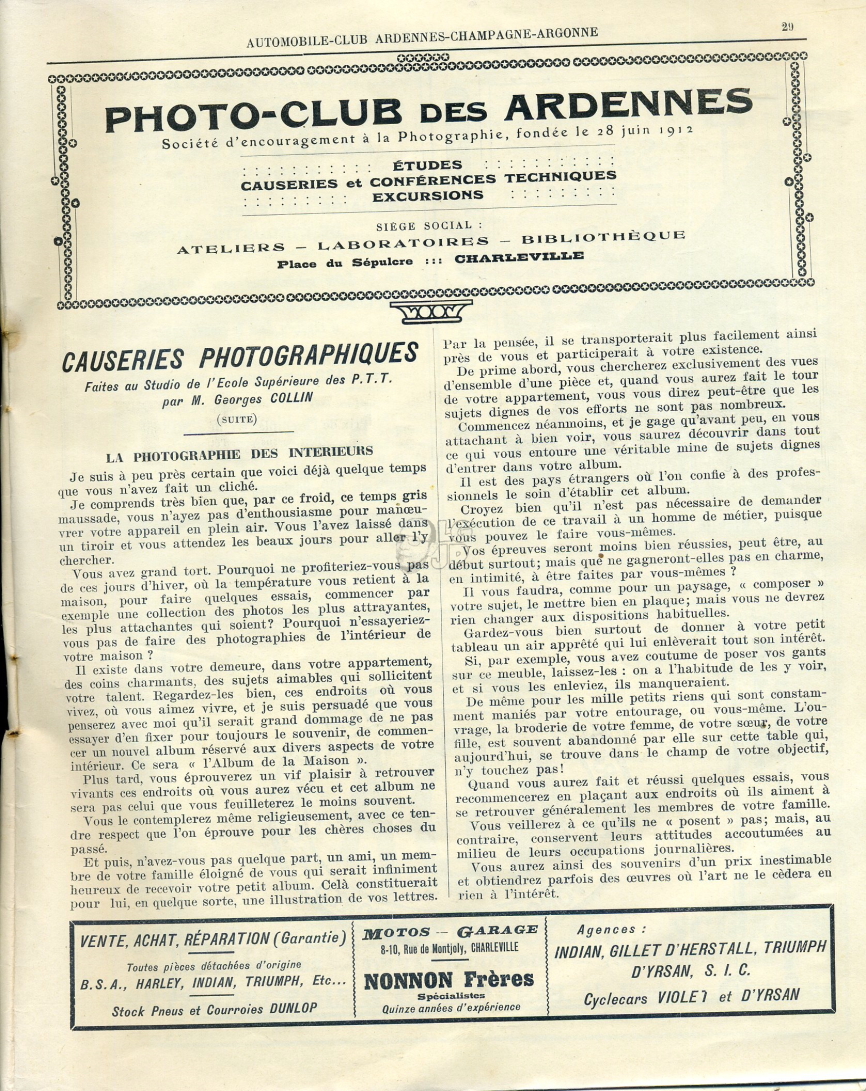 AUTOMOBILE-CLUB ARDENNES-CHAMPAGNE-ARGONNE
29
PHOTO-CLUB DES ARDENNES
Société d'encouragement à la Photographie, fondée le 28 juin 1912
ÉTUDES
CAUSERIES et CONFÉRENCES TECHNIQUES
EXCURSIONS
SIÈGE SOCIAL :
ATELIERS — LABORATOIRES — BIBLIOTHÈQUE
Place du Sépulcre ::: CHARLEVILLE
CAUSERIES PHOTOGRAPHIQUES
Faites au Studio de l'Ecole Supérieure des P.T.T.
par M. Georges COLLIN
(SUITE)
LA PHOTOGRAPHIE DES INTERIEURS
Je suis à peu près certain que voici déjà quelque temps
que vous n'avez fait un cliché.
Je comprends très bien que, par ce froid, ce temps gris
maussade, vous n'ayez pas d'enthousiasme pour manœu-
vrer votre appareil en plein air. Vous l'avez laissé dans
un tiroir et vous attendez les beaux jours pour aller l'y
chercher.
Vous avez grand tort. Pourquoi ne profiteriez-vous pas
de ces jours d'hiver, où la température vous retient à la
maison, pour faire quelques essais, commencer par
exemple une collection des photos les plus attrayantes,
les plus attachantes qui soient? Pourquoi n'essayeriez-
vous pas de faire des photographies de l'intérieur de
votre maison ?
Il existe dans votre demeure, dans votre appartement,
des coins charmants, des sujets aimables qui sollicitent
votre talent. Regardez-les bien, ces endroits où vous
vivez, où vous aimez vivre, et je suis persuadé que vous
penserez avec moi qu'il serait grand dommage de ne pas
essayer d'en fixer pour toujours le souvenir, de commen-
cer un nouvel album réservé aux divers aspects de votre
intérieur. Ce sera « l'Album de la Maison ».
Plus tard, vous éprouverez un vif plaisir à retrouver
vivants ces endroits où vous aurez vécu et cet album ne
sera pas celui que vous feuilleterez le moins souvent.
Vous le contemplerez même religieusement, avec ce ten-
dre respect que l'on éprouve pour les chères choses du
passé.
Et puis, n'avez-vous pas quelque part, un ami, un mem-
bre de votre famille éloigné de vous qui serait infiniment
heureux de recevoir votre petit album. Celà constituerait
pour lui, en quelque sorte, une illustration de vos lettres.
Par la pensée, il se transporterait plus facilement ainsi
près de vous et participerait à votre existence.
De prime abord, vous chercherez exclusivement des vues
d'ensemble d'une pièce et, quand vous aurez fait le tour
de votre appartement, vous vous direz peut-être que les
sujets dignes de vos efforts ne sont pas nombreux.
Commencez néanmoins, et je gage qu'avant peu, en vous
attachant à bien voir, vous saurez découvrir dans tout
ce qui vous entoure une véritable mine de sujets dignes
d'entrer dans votre album.
Il est des pays étrangers où l'on confie à des profes-
sionnels le soin d'établir cet album.
Croyez bien qu'il n'est pas nécessaire de demander
l'exécution de ce travail à un homme de métier, puisque
vous pouvez le faire vous-mêmes.
Vos épreuves seront moins bien réussies, peut être, au
début surtout; mais que ne gagneront-elles pas en charme,
en intimité, à être faites par vous-mêmes ?
Il vous faudra, comme pour un paysage, « composer »
votre sujet, le mettre bien en plaque; mais vous ne devrez
rien changer aux dispositions habituelles.
Gardez-vous bien surtout de donner à votre petit
tableau un air apprêté qui lui enlèverait tout son intérêt.
Si, par exemple, vous avez coutume de poser vos gants
sur ce meuble, laissez-les : on a l'habitude de les y voir,
et si vous les enleviez, ils manqueraient.
De même pour les mille petits riens qui sont constam-
ment maniés par votre entourage, ou vous-même. L'ou-
vrage, la broderie de votre femme, de votre sœur, de votre
fille, est souvent abandonné par elle sur cette table qui,
aujourd'hui, se trouve dans le champ de votre objectif,
n'y touchez pas!
Quand vous aurez fait et réussi quelques essais, vous
recommencerez en plaçant aux endroits où ils aiment à
se retrouver généralement les membres de votre famille.
Vous veillerez à ce qu'ils ne « posent » pas; mais, au
contraire, conservent leurs attitudes accoutumées au
milieu de leurs occupations journalières.
Vous aurez ainsi des souvenirs d'un prix inestimable
et obtiendrez parfois des œuvres où l'art ne le cèdera en
rien à l'intérêt.
VENTE, ACHAT, RÉPARATION (Garantie)
Toutes pièces détachées d'origine
B.S.A., HARLEY, INDIAN, TRIUMPH, Etc...
Stock Pneus et Courroies DUNLOP
MOTOS — GARAGE
8-10, Rue de Montjoly, CHARLEVILLE
NONNON Frères
Spécialistes
Quinze années d'expérience
Agences :
INDIAN, GILLET D'HERSTALL, TRIUMPH
D'YRSAN, S. I. C.
Cyclecars VIOLET et D'YRSAN